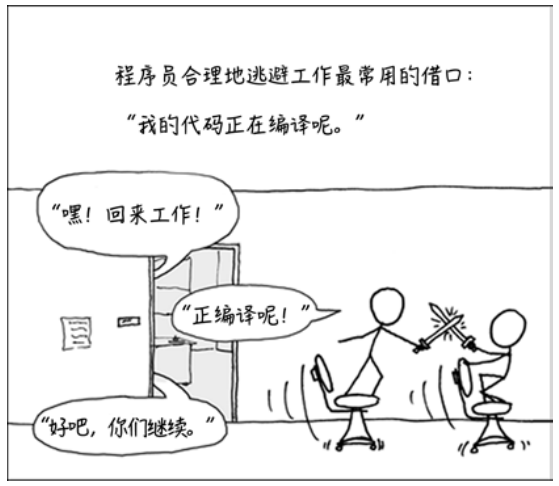 程序员合理地逃避工作最常用的借口：
“我的代码正在编译呢。”
“嘿！回来工作！”
“正编译呢！”
“好吧，你们继续。”